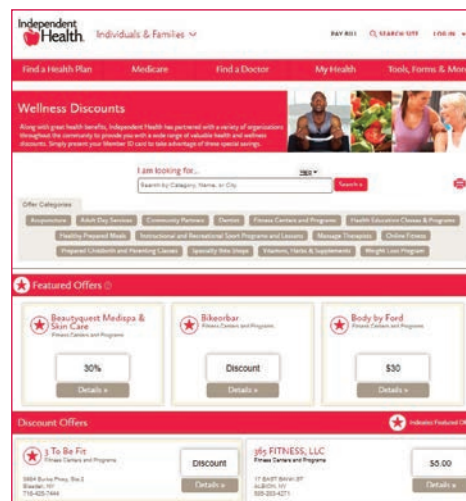 Independent
Health.
Individuals & Families
PAY BILL
SEARCH SITE
LOG IN
Find a Health Plan
Medicare
Find a Doctor
My Health
Tools, Forms & More
Wellness Discounts
Along with great health benefits, Independent Health has partnered with a variety of organizations
throughout the community to provide you with a wide range of valuable health and wellness
discounts. Simply present your Member ID card to take advantage of these special savings.
I am looking for...
Search by Category, Name, or City
Search »
Offer Categories
Acupuncture
Adult Day Services
Community Partners
Dentist
Fitness Centers and Programs
Health Education Classes & Programs
Healthy Prepared Meals
Instructional and Recreational Sport Programs and Lessons
Massage Therapists
Online Fitness
Prepared Childbirth and Parenting Classes
Specialty Bike Shops
Vitamins, Herbs & Supplements
Weight Loss Program
Featured Offers
Beautyquest Medispa &
Skin Care
Fitness Centers and Programs
30%
Details »
Bikeorbar
Fitness Centers and Programs
Discount
Details »
Body by Ford
Fitness Centers and Programs
$30
Details »
Discount Offers
Indicates Featured Of
3 To Be Fit
Fitness Centers and Programs
Discount
Details »
365 FITNESS, LLC
Fitness Centers and Programs
17 EAST BANK ST
ALBION, NY
$5.00
Details »